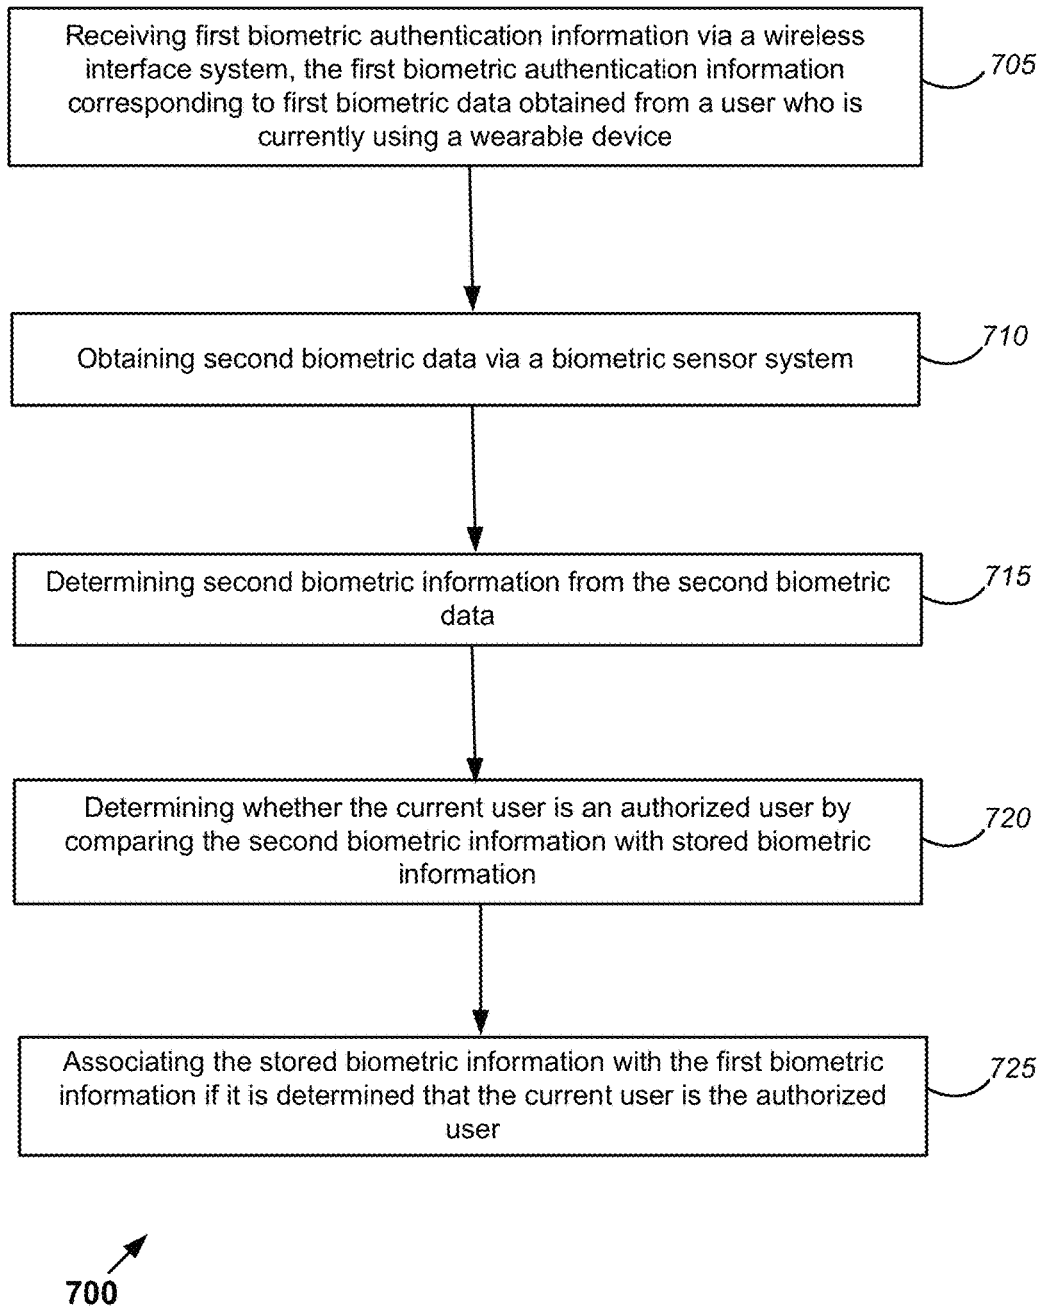 Receiving first biometric authentication information via a wireless
interface system, the first biometric authentication information
corresponding to first biometric data obtained from a user who is
currently using a wearable device
705
Obtaining second biometric data via a biometric sensor system
710
Determining second biometric information from the second biometric
data
715
Determining whether the current user is an authorized user by
comparing the second biometric information with stored biometric
information
720
Associating the stored biometric information with the first biometric
information if it is determined that the current user is the authorized
user
725
700